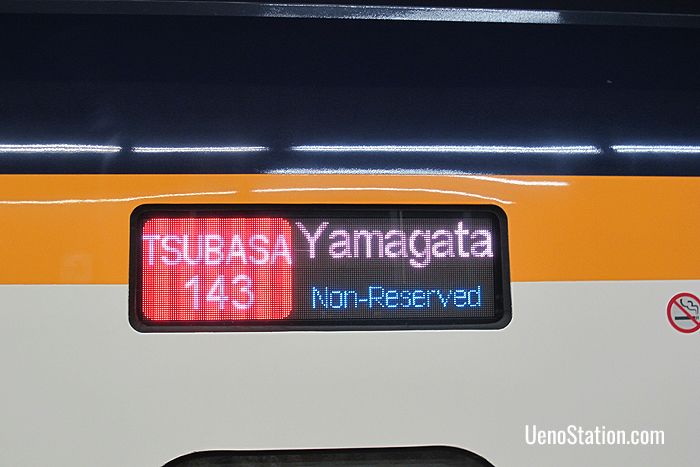 TSUBASA
143
Yamagata
Non-Reserved
UenoStation.com